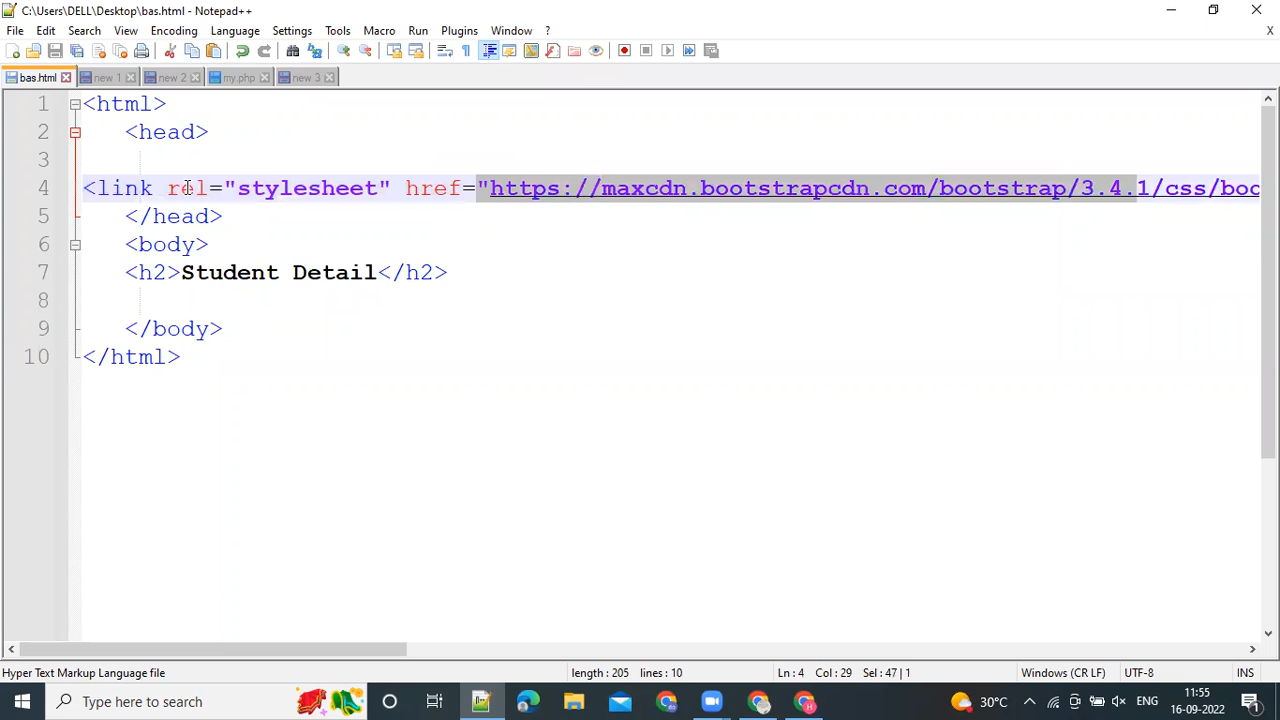 C:\Users\DELL\Desktop\bas.html - Notepad++
File Edit Search View Encoding Language Settings Tools Macro Run Plugins Window ? X
bas.html new 1 new 2 my.php new 3
1 <html>
2 <head>
3
4 <link rel="stylesheet" href="https://maxcdn.bootstrapcdn.com/bootstrap/3.4.1/css/boo
5 </head>
6 <body>
7 <h2>Student Detail</h2>
8
9 </body>
10 </html>
Hyper Text Markup Language file length : 205 lines : 10 Ln : 4 Col : 29 Sel : 47 | 1 Windows (CR LF) UTF-8 INS
Type here to search 30°C ENG 11:55
16-09-2022 1